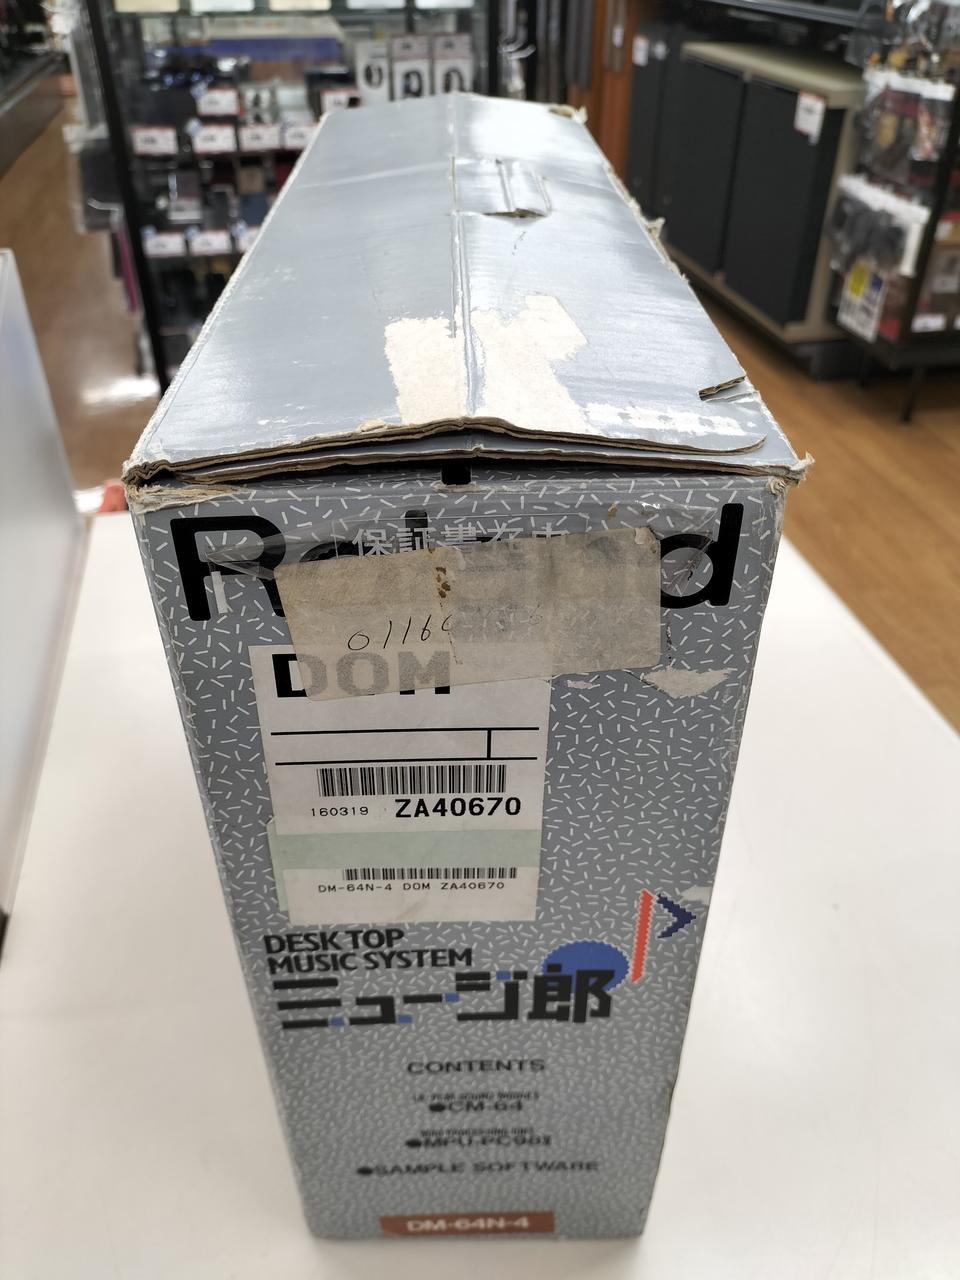 Roland
保証書在中
DOM
160319 ZA40670
DM-64N-4 DOM ZA40670
DESK TOP
MUSIC SYSTEM
ミュージ郎
CONTENTS
●CM-64
●MPU-PC98II
●SAMPLE SOFTWARE
DM-64N-4